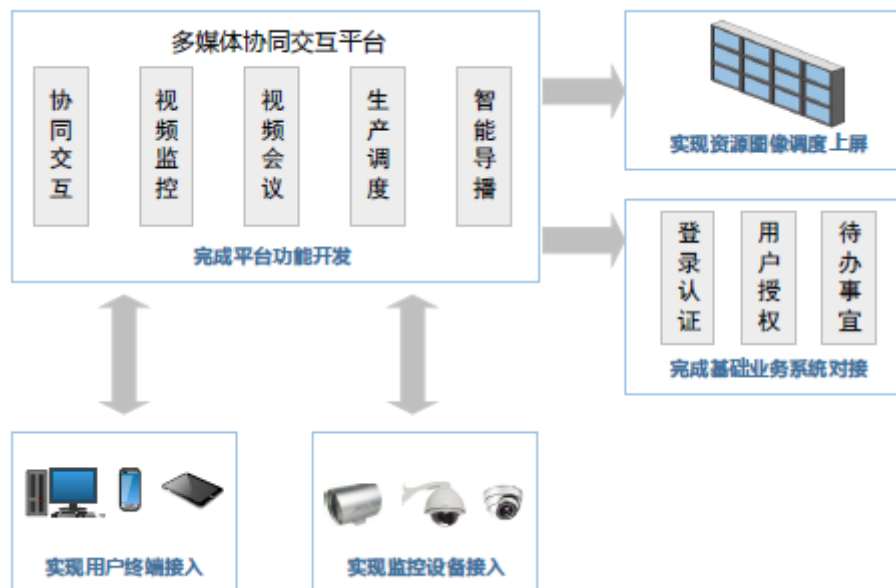 多媒体协同交互平台
协同交互
视频监控
视频会议
生产调度
智能导播
完成平台功能开发
实现资源图像调度上屏
登录认证
用户授权
待办事宜
完成基础业务系统对接
实现用户终端接入
实现监控设备接入